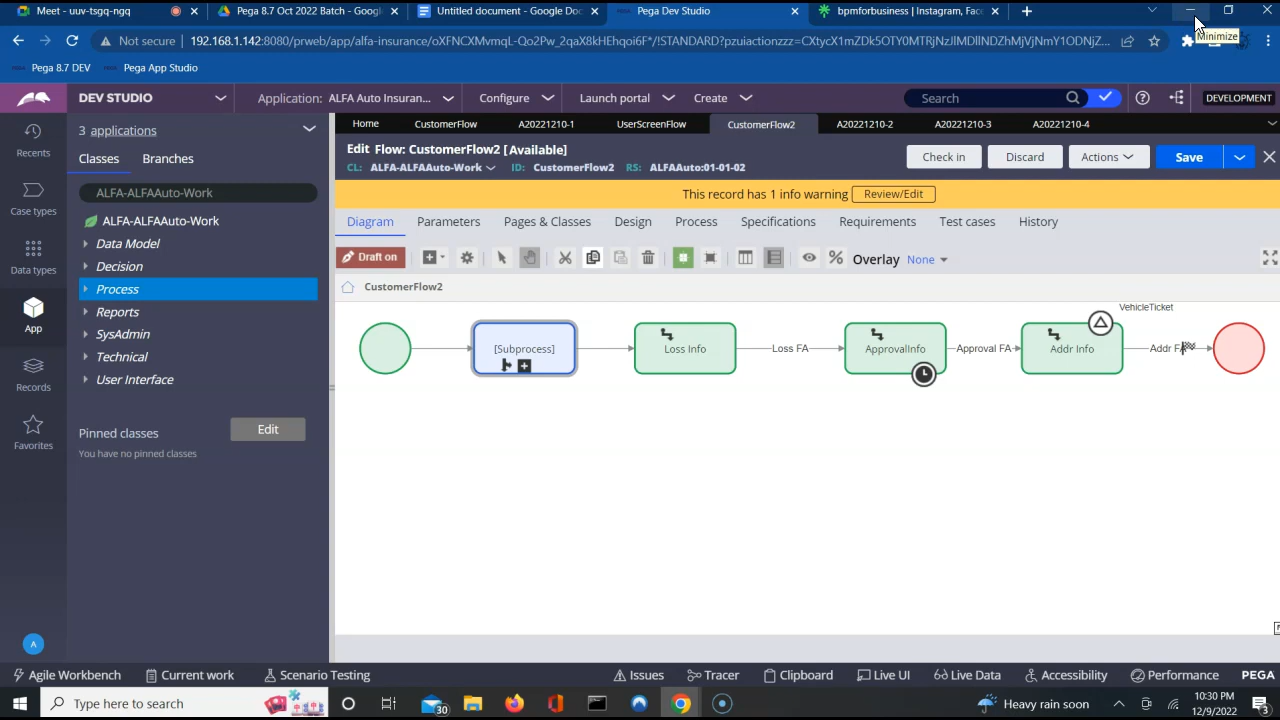 Meet - uuv-tsgq-ngq
Pega 8.7 Oct 2022 Batch - Googl
Untitled document - Google Doc
Pega Dev Studio
bpmforbusiness | Instagram, Fac
Not secure 192.168.1.142:8080/prweb/app/alfa-insurance/oXFNCXMvmqL-Qo2Pw_2qaX8kHEhqoi6F*/!STANDARD?pzuiactionzzz=CXtycX1mZDk5OTY0MTRjNzJlMDllNDZhMjVjNmY1ODNjZ...
Minimize
Pega 8.7 DEV
Pega App Studio
DEV STUDIO
Application: ALFA Auto Insuran...
Configure
Launch portal
Create
Search
DEVELOPMENT
Recents
Case types
Data types
App
Records
Favorites
A
3 applications
Classes
Branches
ALFA-ALFAAuto-Work
ALFA-ALFAAuto-Work
Data Model
Decision
Process
Reports
SysAdmin
Technical
User Interface
Pinned classes
Edit
You have no pinned classes
Home
CustomerFlow
A20221210-1
UserScreenFlow
CustomerFlow2
A20221210-2
A20221210-3
A20221210-4
Edit Flow: CustomerFlow2 [Available]
CL: ALFA-ALFAAuto-Work ID: CustomerFlow2 RS: ALFAAuto:01-01-02
Check in
Discard
Actions
Save
This record has 1 info warning Review/Edit
Diagram
Parameters
Pages & Classes
Design
Process
Specifications
Requirements
Test cases
History
Draft on
Overlay None
CustomerFlow2
VehicleTicket
[Subprocess]
Loss Info
Loss FA
ApprovalInfo
Approval FA
Addr Info
Addr F
Agile Workbench
Current work
Scenario Testing
Issues
Tracer
Clipboard
Live UI
Live Data
Accessibility
Performance
PEGA
Type here to search
30
Heavy rain soon
10:30 PM
12/9/2022
3